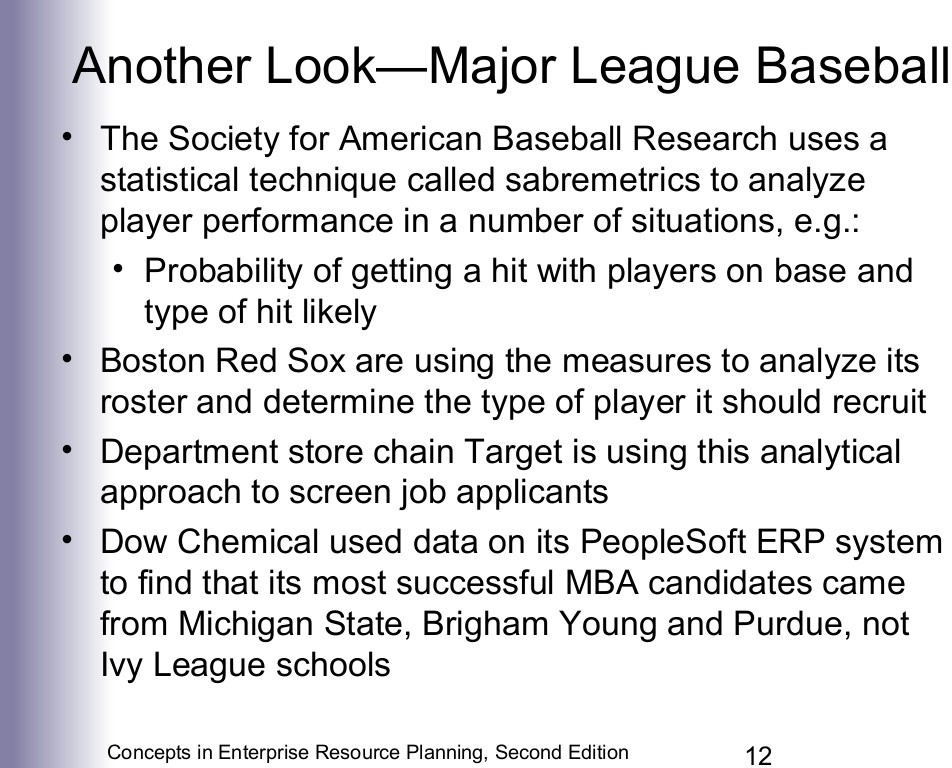 Another Look—Major League Baseball
• The Society for American Baseball Research uses a
statistical technique called sabremetrics to analyze
player performance in a number of situations, e.g.:
• Probability of getting a hit with players on base and
type of hit likely
• Boston Red Sox are using the measures to analyze its
roster and determine the type of player it should recruit
• Department store chain Target is using this analytical
approach to screen job applicants
• Dow Chemical used data on its PeopleSoft ERP system
to find that its most successful MBA candidates came
from Michigan State, Brigham Young and Purdue, not
Ivy League schools
Concepts in Enterprise Resource Planning, Second Edition
12